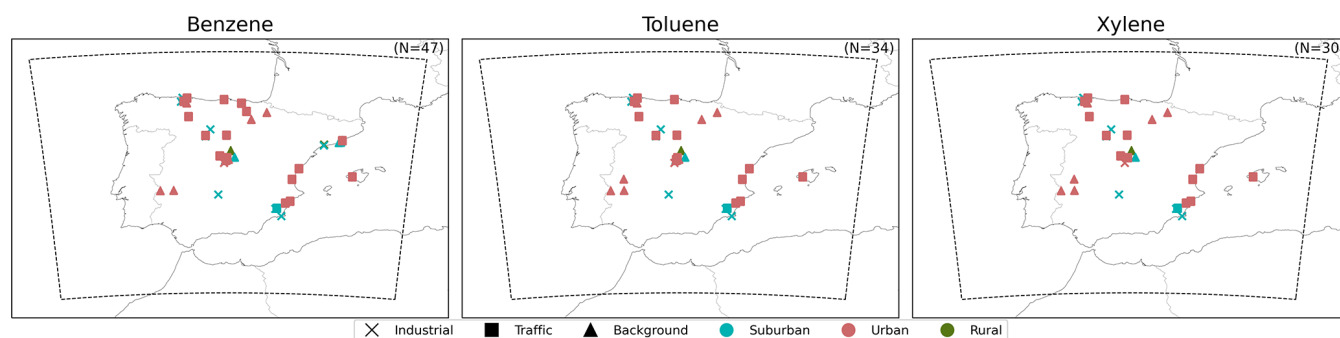 Benzene Toluene Xylene
(N=47) (N=34) (N=30
Industrial Traffic Background Suburban Urban Rural